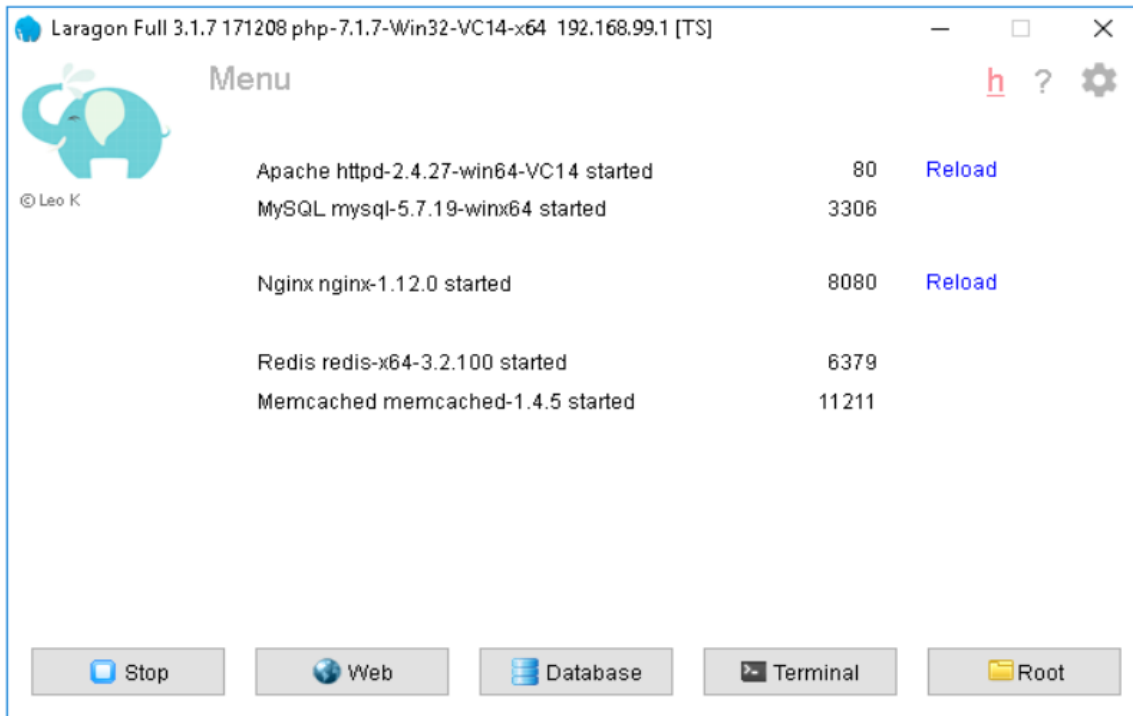 Laragon Full 3.1.7 171208 php-7.1.7-Win32-VC14-x64 192.168.99.1 [TS]
Menu h ?
© Leo K
Apache httpd-2.4.27-win64-VC14 started 80 Reload
MySQL mysql-5.7.19-winx64 started 3306
Nginx nginx-1.12.0 started 8080 Reload
Redis redis-x64-3.2.100 started 6379
Memcached memcached-1.4.5 started 11211
Stop Web Database Terminal Root